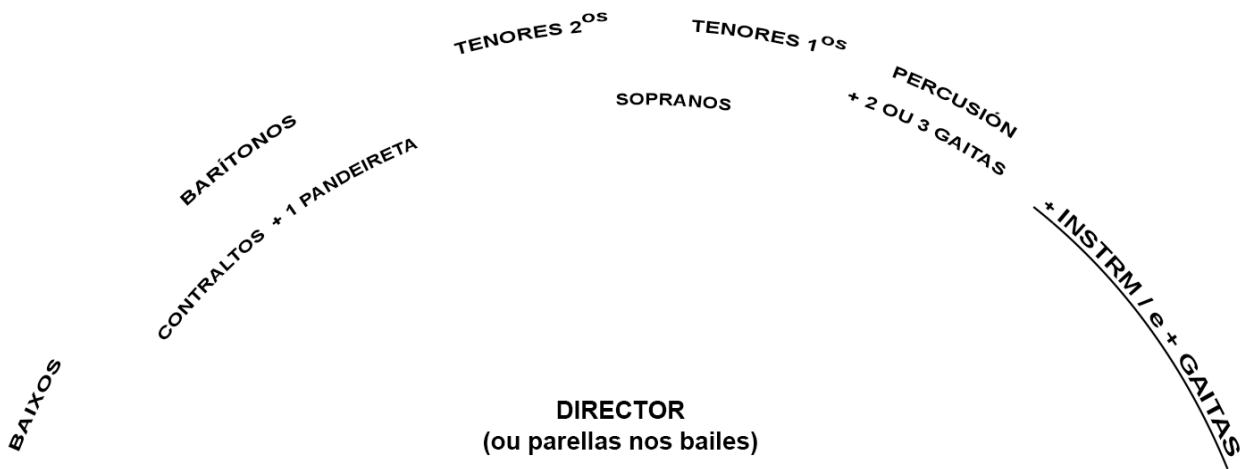 TENORES 2OS
TENORES 1OS
PERCUSIÓN
+ 2 OU 3 GAITAS
SOPRANOS
BARÍTONOS
CONTRALTOS + 1 PANDEIRETA
+ INSTRM / e + GAITAS
BAIXOS
DIRECTOR
(ou parellas nos bailes)